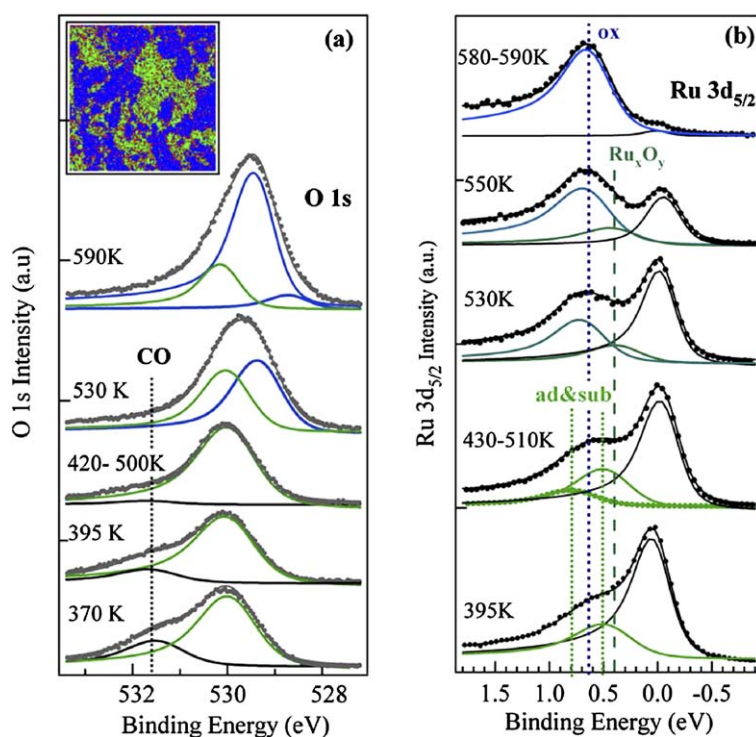 (a)
O 1s
590K
CO
530 K
420- 500K
395 K
370 K
O 1s Intensity (a.u)
532 530 528
Binding Energy (eV)
(b)
ox
580-590K
Ru 3d5/2
RuxOy
550K
530K
ad&sub
430-510K
395K
Ru 3d5/2 Intensity (a.u.)
1.5 1.0 0.5 0.0 -0.5
Binding Energy (eV)